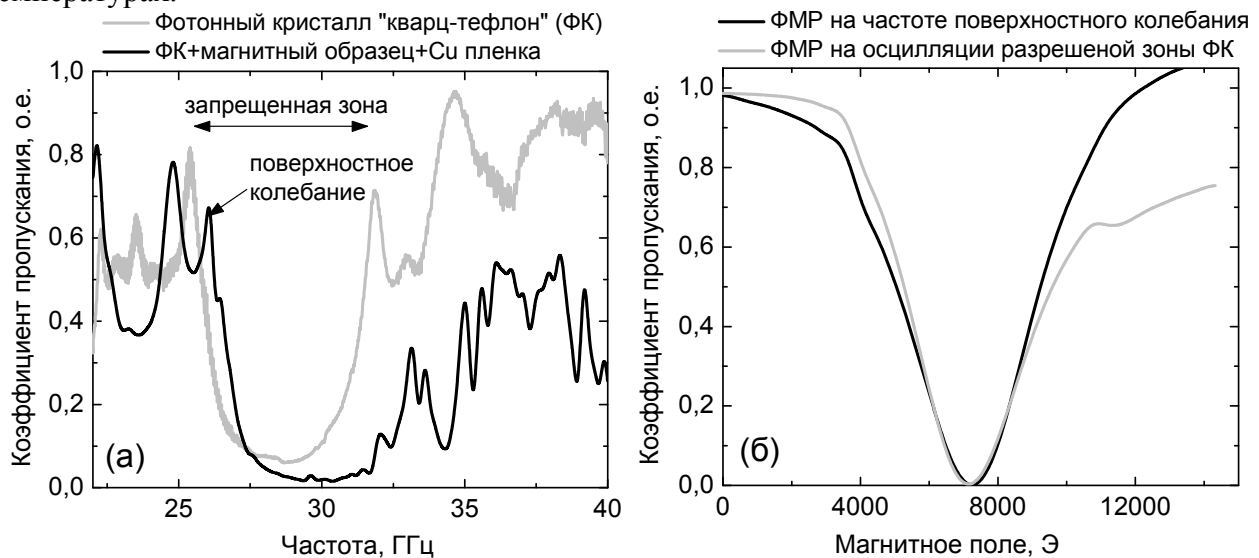 Фотонный кристалл "кварц-тефлон" (ФК)
ФК+магнитный образец+Cu пленка
Коэффициент пропускания, о.е.
1,0
0,8
0,6
0,4
0,2
0,0
запрещенная зона
поверхностное
колебание
(а)
25
30
35
40
Частота, ГГц
ФМР на частоте поверхностного колебания
ФМР на осцилляции разрешеной зоны ФК
Коэффициент пропускания, о.е.
1,0
0,8
0,6
0,4
0,2
0,0
(б)
0
4000
8000
12000
Магнитное поле, Э